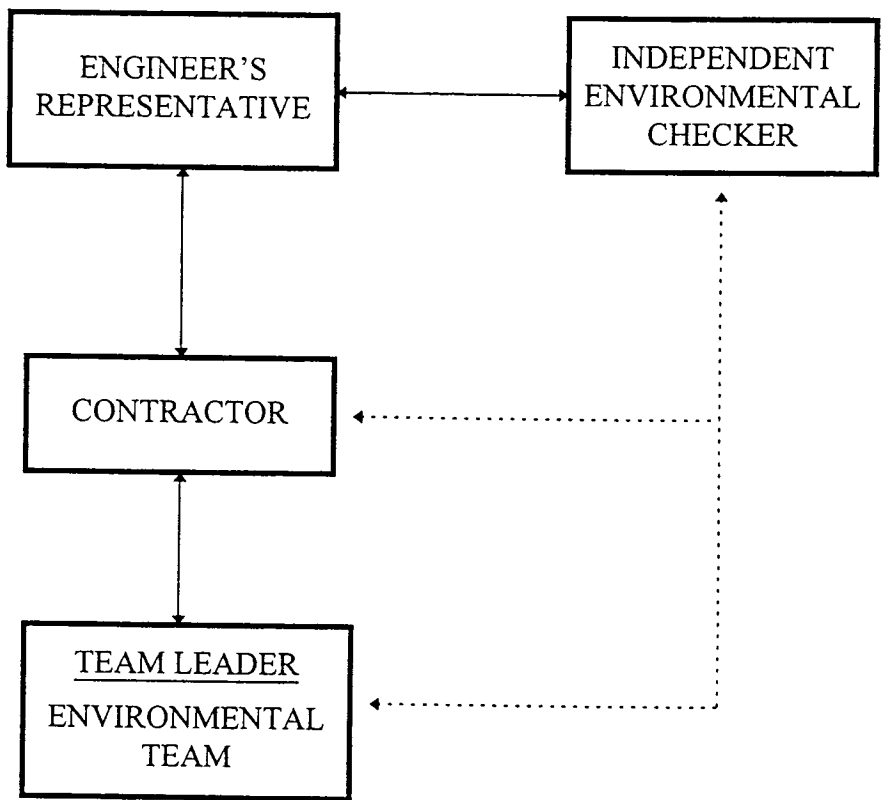 ENGINEER'S
REPRESENTATIVE
INDEPENDENT
ENVIRONMENTAL
CHECKER
CONTRACTOR
TEAM LEADER
ENVIRONMENTAL
TEAM